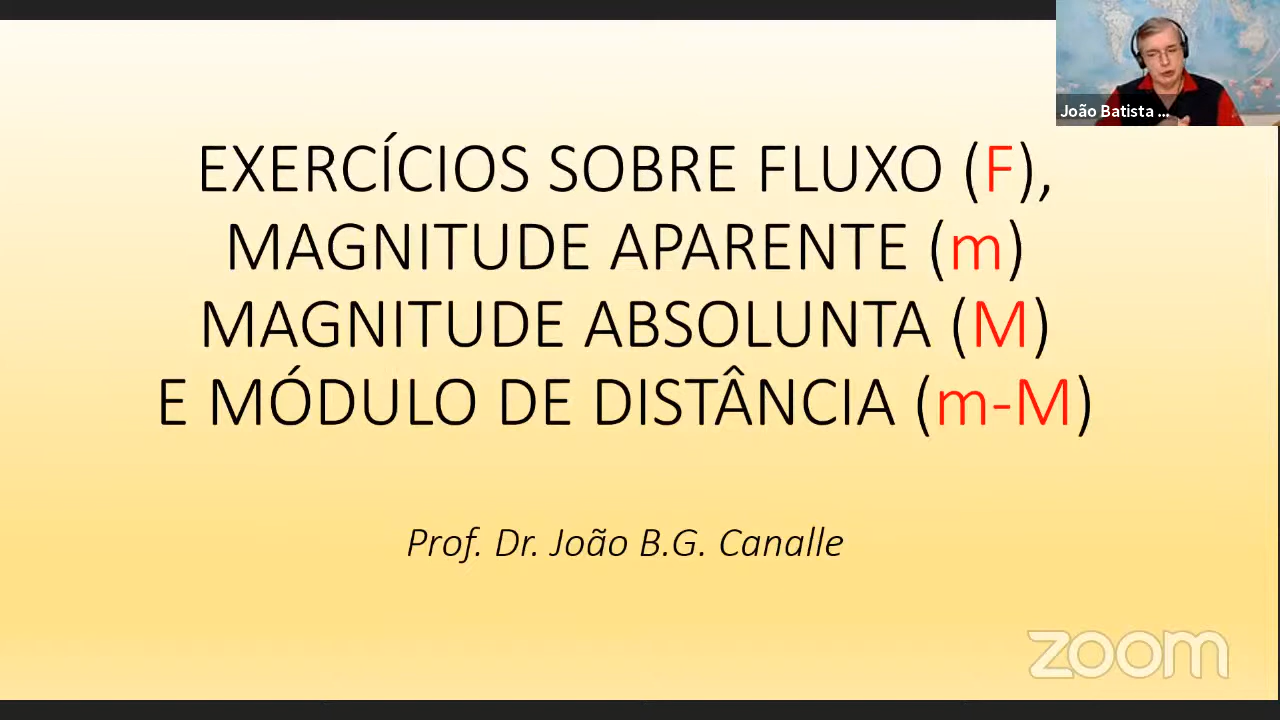 João Batista ...
EXERCÍCIOS SOBRE FLUXO (F),
MAGNITUDE APARENTE (m)
MAGNITUDE ABSOLUNTA (M)
E MÓDULO DE DISTÂNCIA (m-M)
Prof. Dr. João B.G. Canalle
zoom